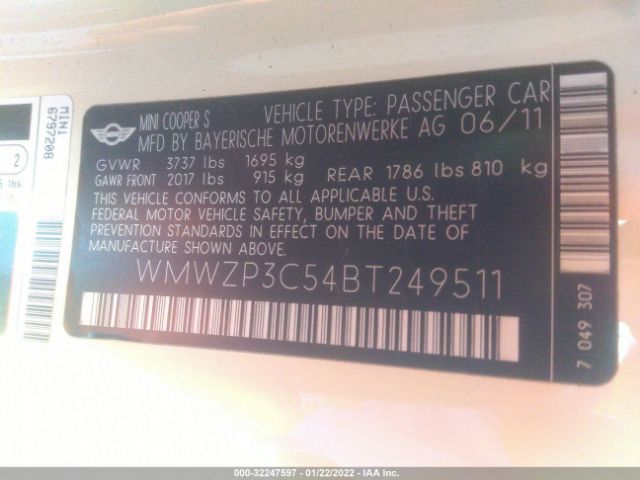 MINI COOPER S VEHICLE TYPE: PASSENGER CAR
MFD BY BAYERISCHE MOTORENWERKE AG 06/11
GVWR 3737 lbs 1695 kg
GAWR FRONT 2017 lbs 915 kg REAR 1786 lbs 810 kg
THIS VEHICLE CONFORMS TO ALL APPLICABLE U.S.
FEDERAL MOTOR VEHICLE SAFETY, BUMPER AND THEFT
PREVENTION STANDARDS IN EFFECT ON THE DATE OF
MANUFACTURE SHOWN ABOVE.
WMWZP3C54BT249511
7 049 307
MINI
6797208
2
lbs
000 - 32247597 - 01/22/2022 - IAA Inc.